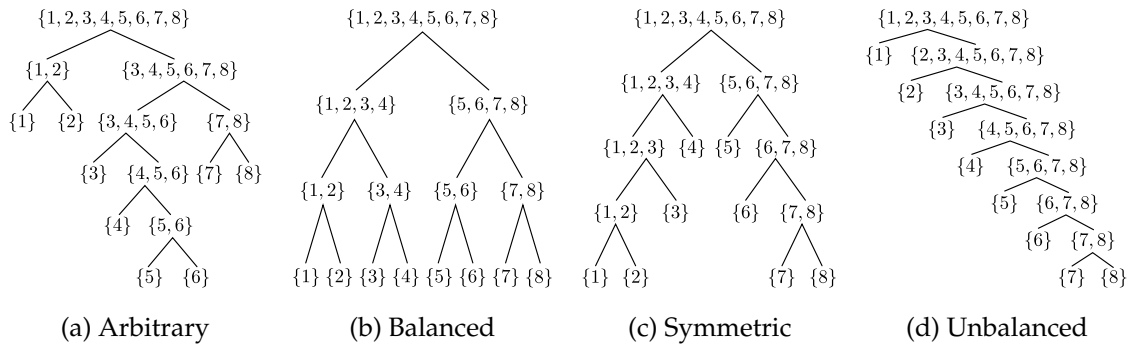 {1, 2, 3, 4, 5, 6, 7, 8}
{1, 2} {3, 4, 5, 6, 7, 8}
{1} {2} {3, 4, 5, 6} {7, 8}
{3} {4, 5, 6} {7} {8}
{4} {5, 6}
{5} {6}
(a) Arbitrary
{1, 2, 3, 4, 5, 6, 7, 8}
{1, 2, 3, 4} {5, 6, 7, 8}
{1, 2} {3, 4} {5, 6} {7, 8}
{1} {2} {3} {4} {5} {6} {7} {8}
(b) Balanced
{1, 2, 3, 4, 5, 6, 7, 8}
{1, 2, 3, 4} {5, 6, 7, 8}
{1, 2, 3} {4} {5} {6, 7, 8}
{1, 2} {3} {6} {7, 8}
{1} {2} {7} {8}
(c) Symmetric
{1, 2, 3, 4, 5, 6, 7, 8}
{1} {2, 3, 4, 5, 6, 7, 8}
{2} {3, 4, 5, 6, 7, 8}
{3} {4, 5, 6, 7, 8}
{4} {5, 6, 7, 8}
{5} {6, 7, 8}
{6} {7, 8}
{7} {8}
(d) Unbalanced